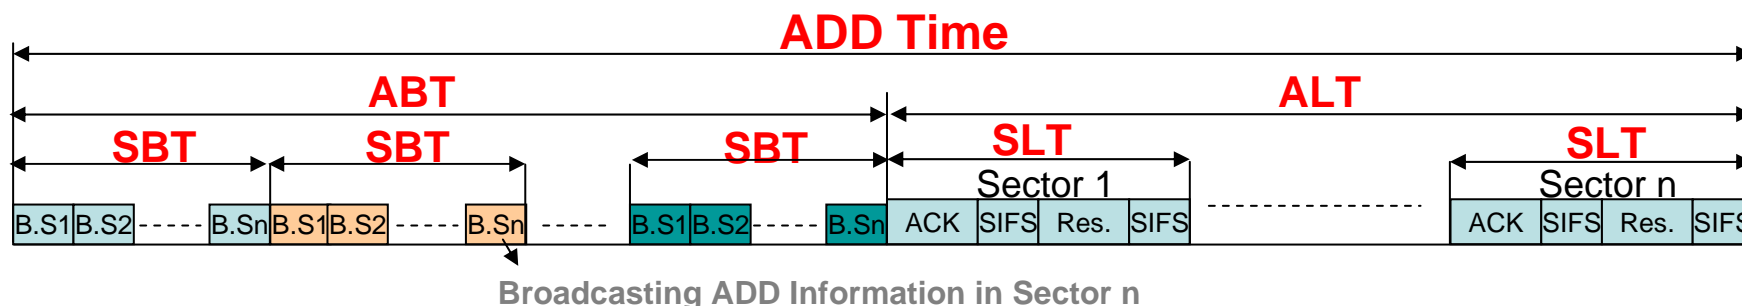 ADD Time
ABT ALT
SBT SBT SBT SLT SLT
Sector 1 Sector n
B.S1 B.S2 B.Sn B.S1 B.S2 B.Sn B.S1 B.S2 B.Sn ACK SIFS Res. SIFS ACK SIFS Res. SIFS
Broadcasting ADD Information in Sector n